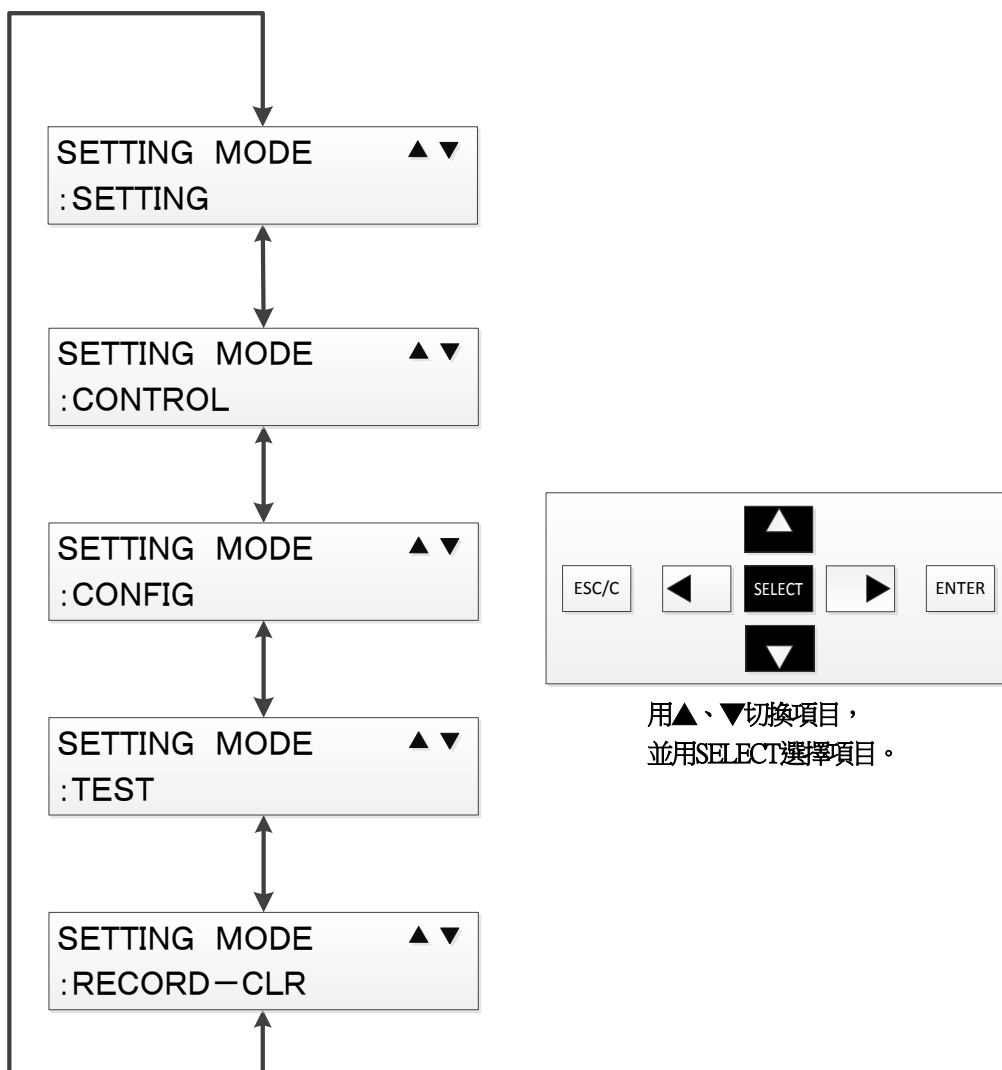 SETTING MODE ▲ ▼
:SETTING
SETTING MODE ▲ ▼
:CONTROL
SETTING MODE ▲ ▼
:CONFIG
SETTING MODE ▲ ▼
:TEST
SETTING MODE ▲ ▼
:RECORD－CLR
ESC/C ◀ SELECT ▶ ENTER
用▲、▼切換項目，
並用SELECT選擇項目。